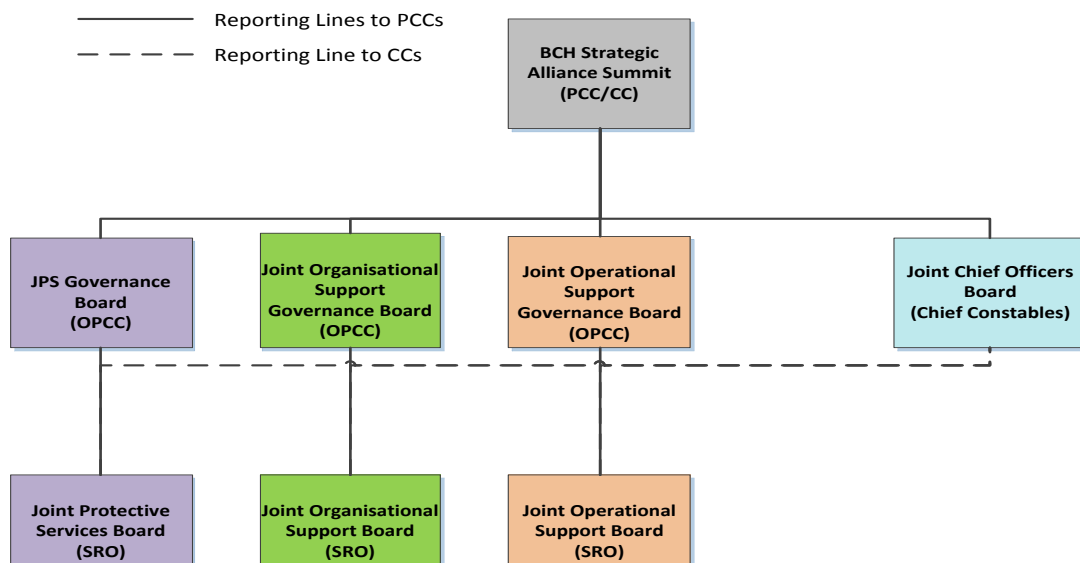 Reporting Lines to PCCs
Reporting Line to CCs
BCH Strategic
Alliance Summit
(PCC/CC)
JPS Governance
Board
(OPCC)
Joint Organisational
Support
Governance Board
(OPCC)
Joint Operational
Support
Governance Board
(OPCC)
Joint Chief Officers
Board
(Chief Constables)
Joint Protective
Services Board
(SRO)
Joint Organisational
Support Board
(SRO)
Joint Operational
Support Board
(SRO)